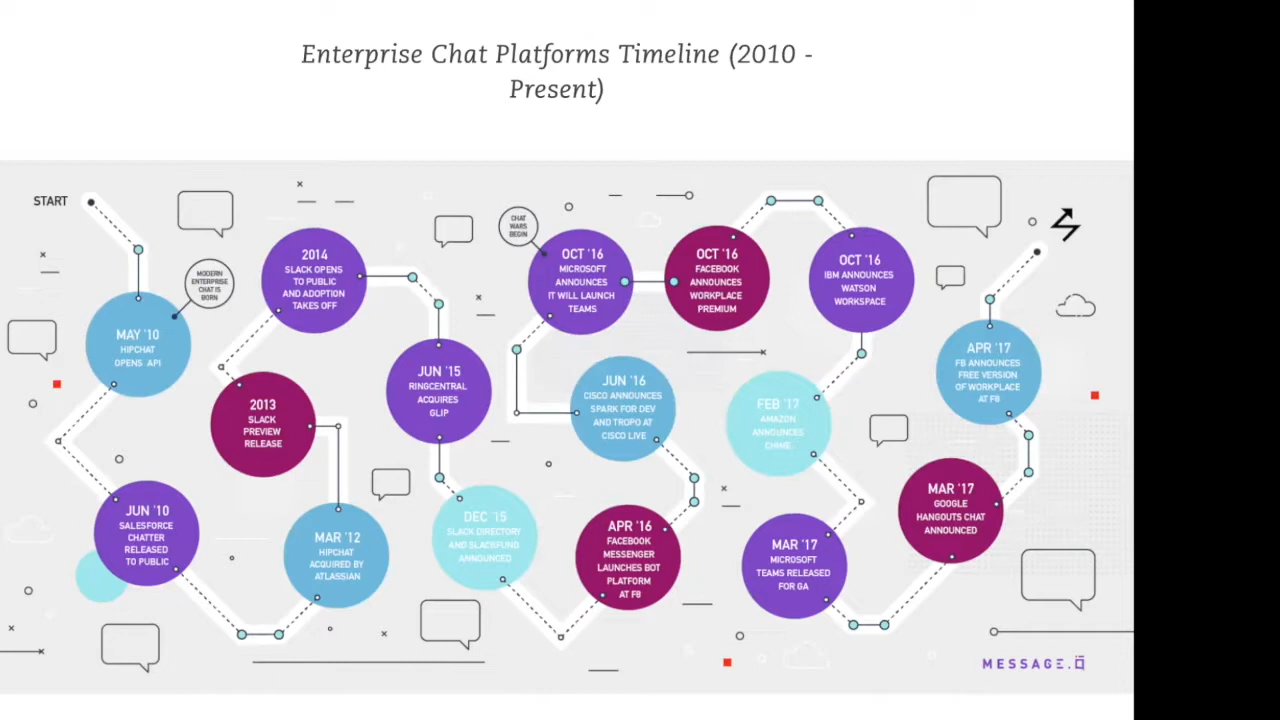 Enterprise Chat Platforms Timeline (2010 -
Present)
START
MAY '10
HIPCHAT
OPENS API
MODERN
ENTERPRISE
CHAT IS
BORN
JUN '10
SALESFORCE
CHATTER
RELEASED
TO PUBLIC
MAR '12
HIPCHAT
ACQUIRED BY
ATLASSIAN
2013
SLACK
PREVIEW
RELEASE
2014
SLACK OPENS
TO PUBLIC
AND ADOPTION
TAKES OFF
JUN '15
RINGCENTRAL
ACQUIRES
GLIP
DEC '15
SLACK DIRECTORY
AND SLACKFUND
ANNOUNCED
APR '16
FACEBOOK
MESSENGER
LAUNCHES BOT
PLATFORM
AT F8
JUN '16
CISCO ANNOUNCES
SPARK FOR DEV
AND TROPO AT
CISCO LIVE
CHAT
WARS
BEGIN
OCT '16
MICROSOFT
ANNOUNCES
IT WILL LAUNCH
TEAMS
OCT '16
FACEBOOK
ANNOUNCES
WORKPLACE
PREMIUM
OCT '16
IBM ANNOUNCES
WATSON
WORKSPACE
FEB '17
AMAZON
ANNOUNCES
CHIME
MAR '17
MICROSOFT
TEAMS RELEASED
FOR GA
MAR '17
GOOGLE
HANGOUTS CHAT
ANNOUNCED
APR '17
FB ANNOUNCES
FREE VERSION
OF WORKPLACE
AT F8
MESSAGE.IO